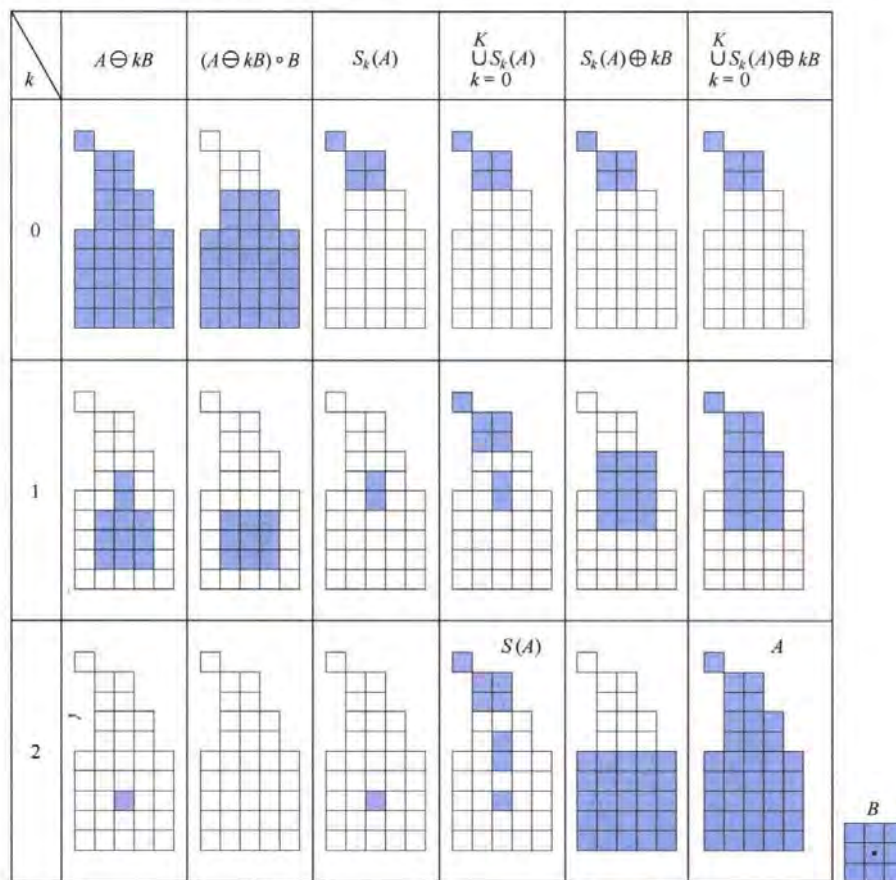 k
A ⊖ kB
(A ⊖ kB) ∘ B
S_k(A)
K
∪ S_k(A)
k = 0
S_k(A) ⊕ kB
K
∪ S_k(A) ⊕ kB
k = 0
0
1
2
S(A)
A
B